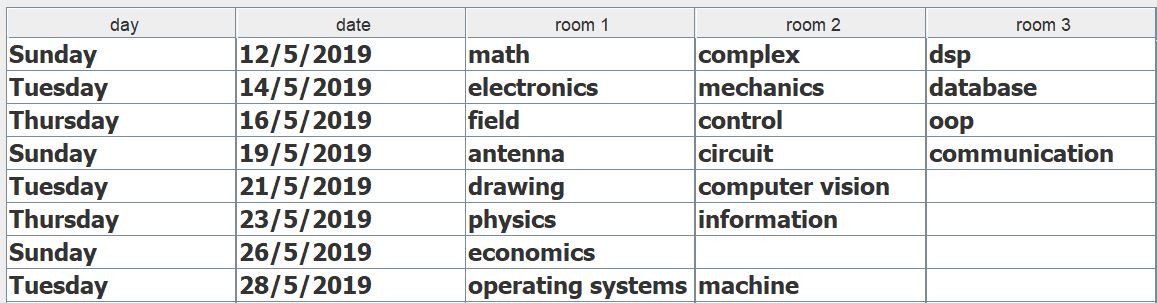 day date room 1 room 2 room 3
Sunday 12/5/2019 math complex dsp
Tuesday 14/5/2019 electronics mechanics database
Thursday 16/5/2019 field control oop
Sunday 19/5/2019 antenna circuit communication
Tuesday 21/5/2019 drawing computer vision
Thursday 23/5/2019 physics information
Sunday 26/5/2019 economics
Tuesday 28/5/2019 operating systems machine